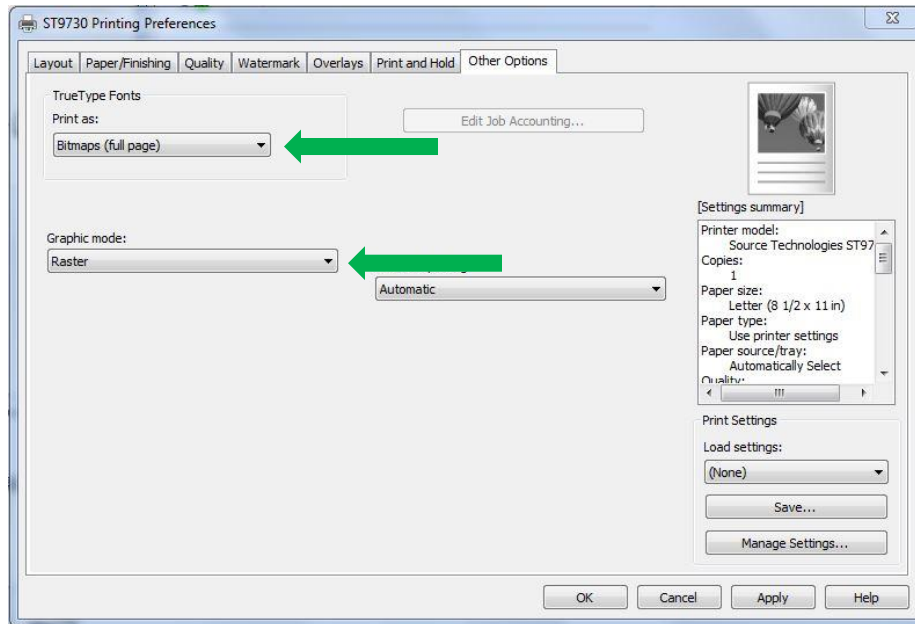 ST9730 Printing Preferences
Layout
Paper/Finishing
Quality
Watermark
Overlays
Print and Hold
Other Options
TrueType Fonts
Print as:
Bitmaps (full page)
Edit Job Accounting...
Graphic mode:
Raster
Automatic
[Settings summary]
Printer model:
Source Technologies ST97
Copies:
1
Paper size:
Letter (8 1/2 x 11 in)
Paper type:
Use printer settings
Paper source/tray:
Automatically Select
Quality:
Print Settings
Load settings:
(None)
Save...
Manage Settings...
OK
Cancel
Apply
Help